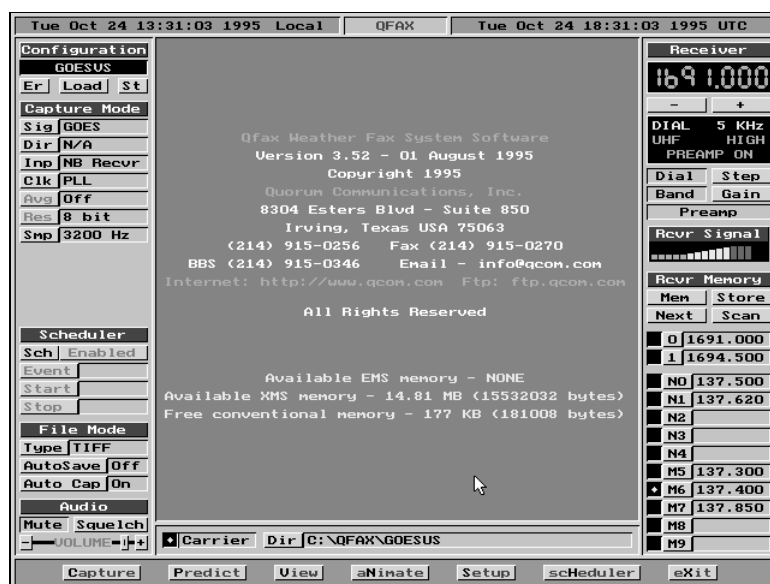 Tue Oct 24 13:31:03 1995 Local QFAX Tue Oct 24 18:31:03 1995 UTC
Configuration
GOESUS
Er Load St
Capture Mode
Sig GOES
Dir N/A
Inp NB Recvr
Clk PLL
Avg Off
Res 8 bit
Smp 3200 Hz
Scheduler
Sch Enabled
Event
Start
Stop
File Mode
Type TIFF
AutoSave Off
Auto Cap On
Audio
Mute Squelch
VOLUME
Qfax Weather Fax System Software
Version 3.52 - 01 August 1995
Copyright 1995
Quorum Communications, Inc.
8304 Esters Blvd - Suite 850
Irving, Texas USA 75063
(214) 915-0256 Fax (214) 915-0270
BBS (214) 915-0346 Email - info@qcom.com
Internet: http://www.qcom.com Ftp: ftp.qcom.com
All Rights Reserved
Available EMS memory - NONE
Available XMS memory - 14.81 MB (15532032 bytes)
Free conventional memory - 177 KB (181008 bytes)
Carrier Dir C:\QFAX\GOESUS
Receiver
1691.000
- +
DIAL 5 KHz
UHF HIGH
PREAMP ON
Dial Step
Band Gain
Preamp
Rcvr Signal
Rcvr Memory
Mem Store
Next Scan
0 1691.000
1 1694.500
N0 137.500
N1 137.620
N2
N3
N4
M5 137.300
M6 137.400
M7 137.850
M8
M9
Capture Predict View aNimate Setup scHeduler eXit